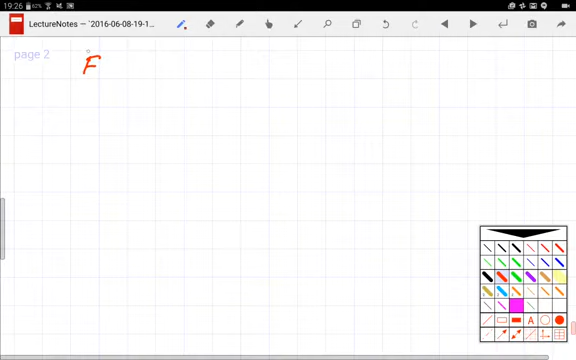 19:26
62%
LectureNotes — `2016-06-08-19-1...
page 2
F
A